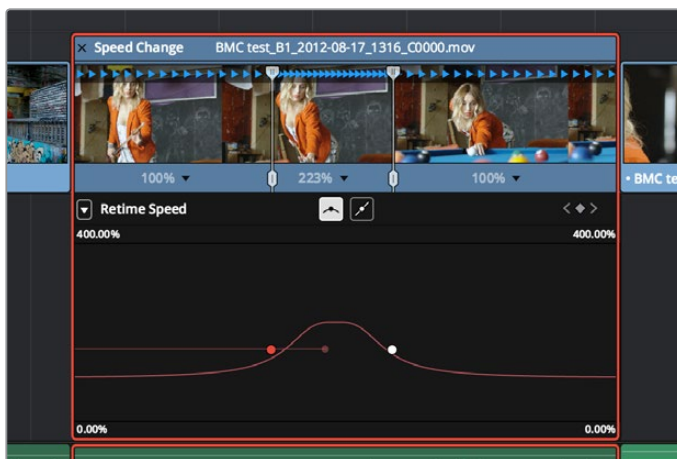 × Speed Change BMC test_B1_2012-08-17_1316_C0000.mov
100% 223% 100%
• BMC te
Retime Speed
400.00% 400.00%
0.00% 0.00%